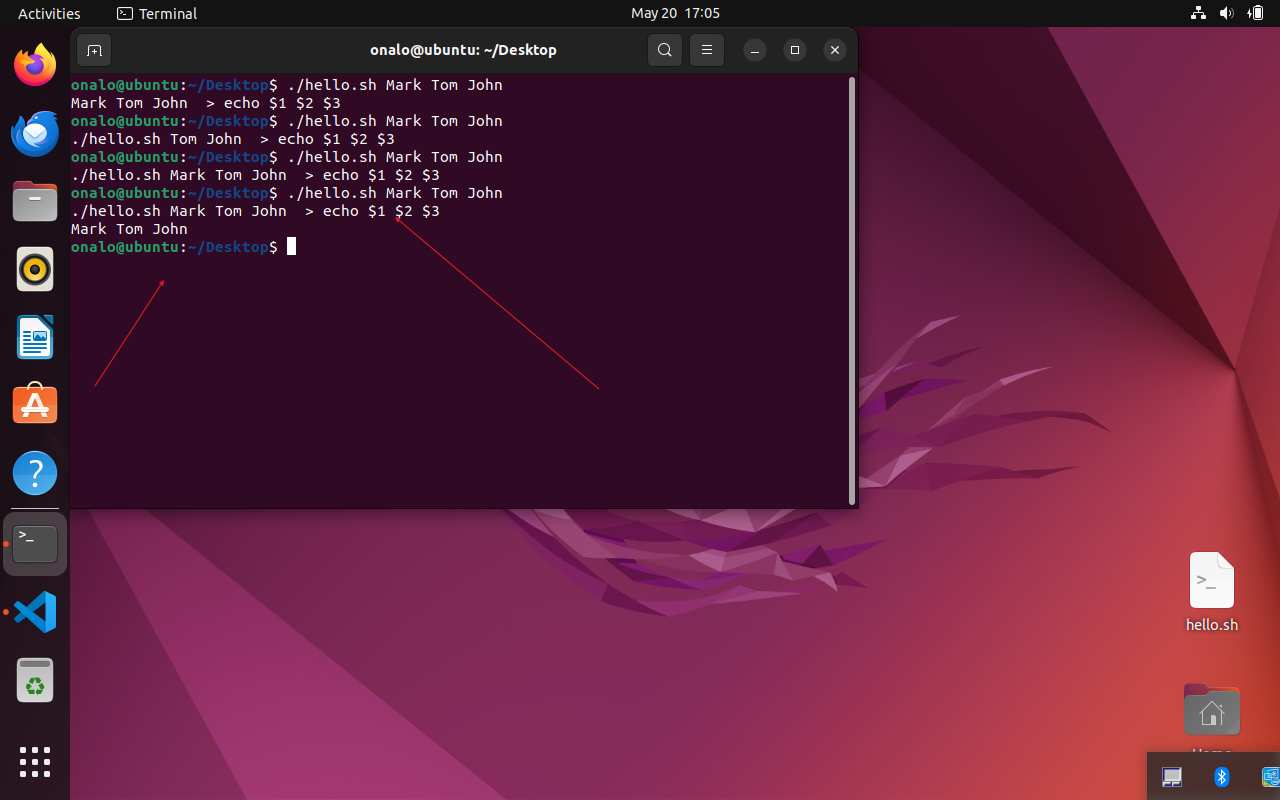 Activities Terminal May 20 17:05
onalo@ubuntu: ~/Desktop
onalo@ubuntu:~/Desktop$ ./hello.sh Mark Tom John
Mark Tom John  > echo $1 $2 $3
onalo@ubuntu:~/Desktop$ ./hello.sh Mark Tom John
./hello.sh Tom John  > echo $1 $2 $3
onalo@ubuntu:~/Desktop$ ./hello.sh Mark Tom John
./hello.sh Mark Tom John  > echo $1 $2 $3
onalo@ubuntu:~/Desktop$ ./hello.sh Mark Tom John
./hello.sh Mark Tom John  > echo $1 $2 $3
Mark Tom John
onalo@ubuntu:~/Desktop$
hello.sh